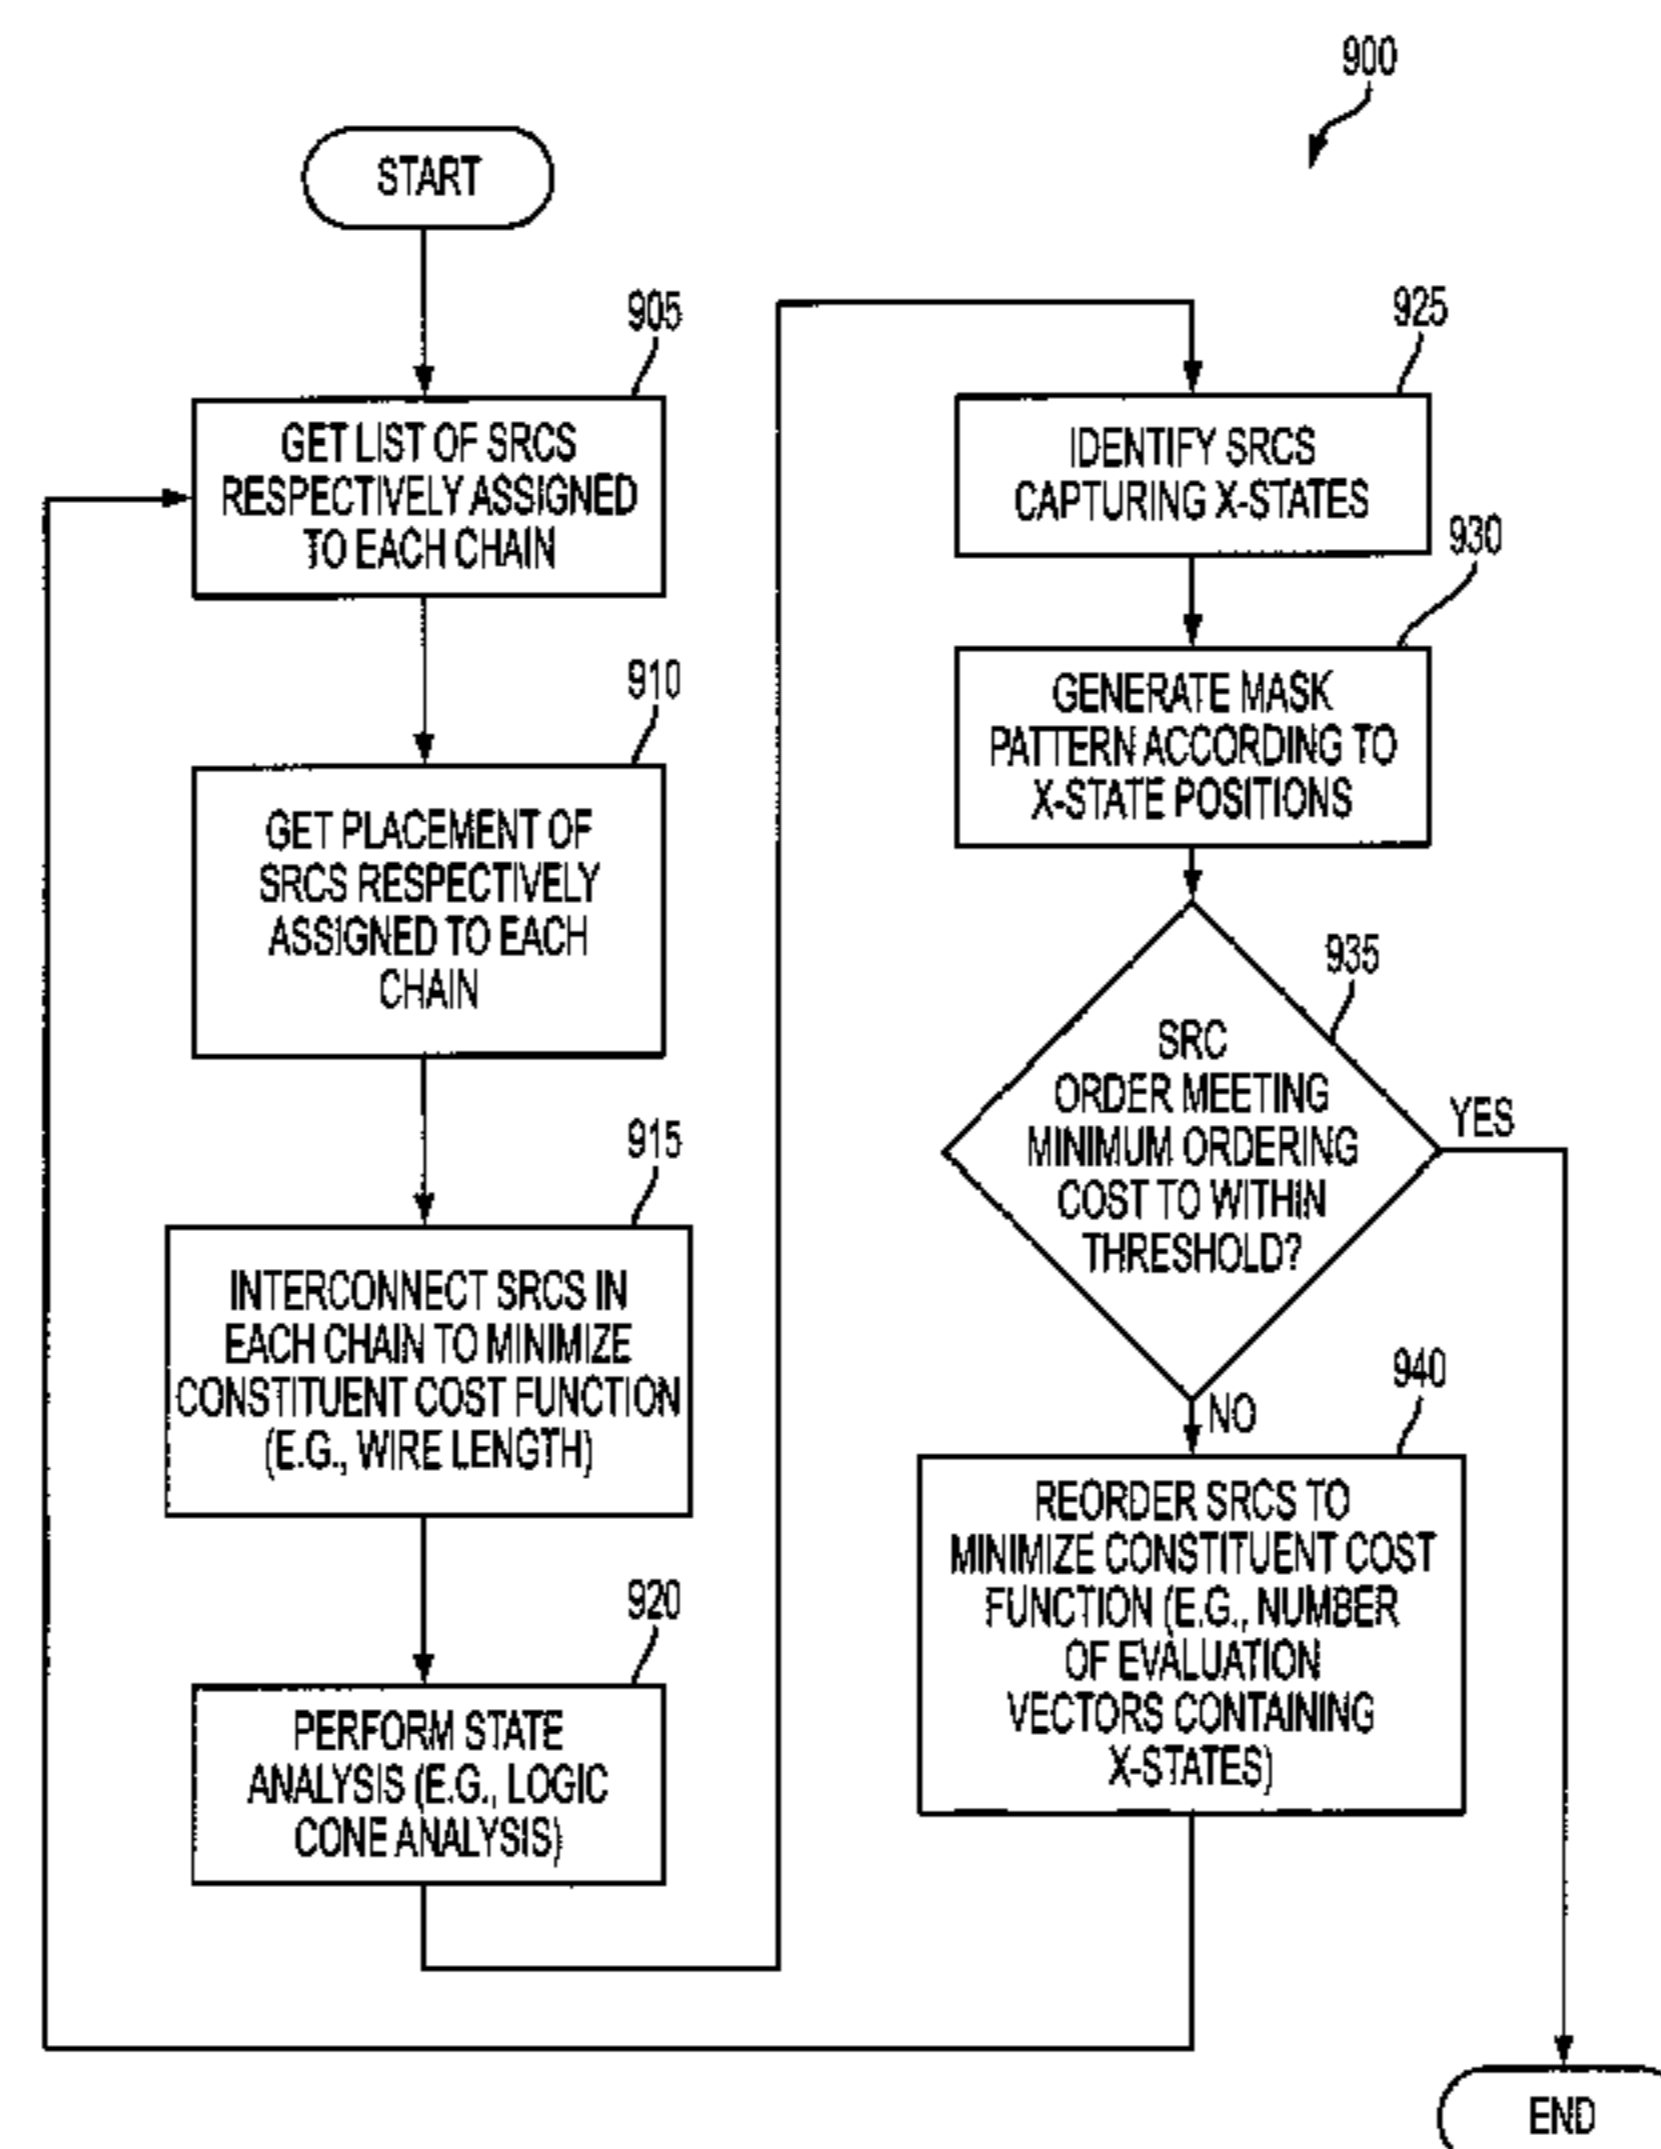 900
START
905
GET LIST OF SRCS
RESPECTIVELY ASSIGNED
TO EACH CHAIN
910
GET PLACEMENT OF
SRCS RESPECTIVELY
ASSIGNED TO EACH
CHAIN
915
INTERCONNECT SRCS IN
EACH CHAIN TO MINIMIZE
CONSTITUENT COST FUNCTION
(E.G., WIRE LENGTH)
920
PERFORM STATE
ANALYSIS (E.G., LOGIC
CONE ANALYSIS)
925
IDENTIFY SRCS
CAPTURING X-STATES
930
GENERATE MASK
PATTERN ACCORDING TO
X-STATE POSITIONS
935
SRC
ORDER MEETING
MINIMUM ORDERING
COST TO WITHIN
THRESHOLD?
YES
NO
940
REORDER SRCS TO
MINIMIZE CONSTITUENT COST
FUNCTION (E.G., NUMBER
OF EVALUATION
VECTORS CONTAINING
X-STATES)
END